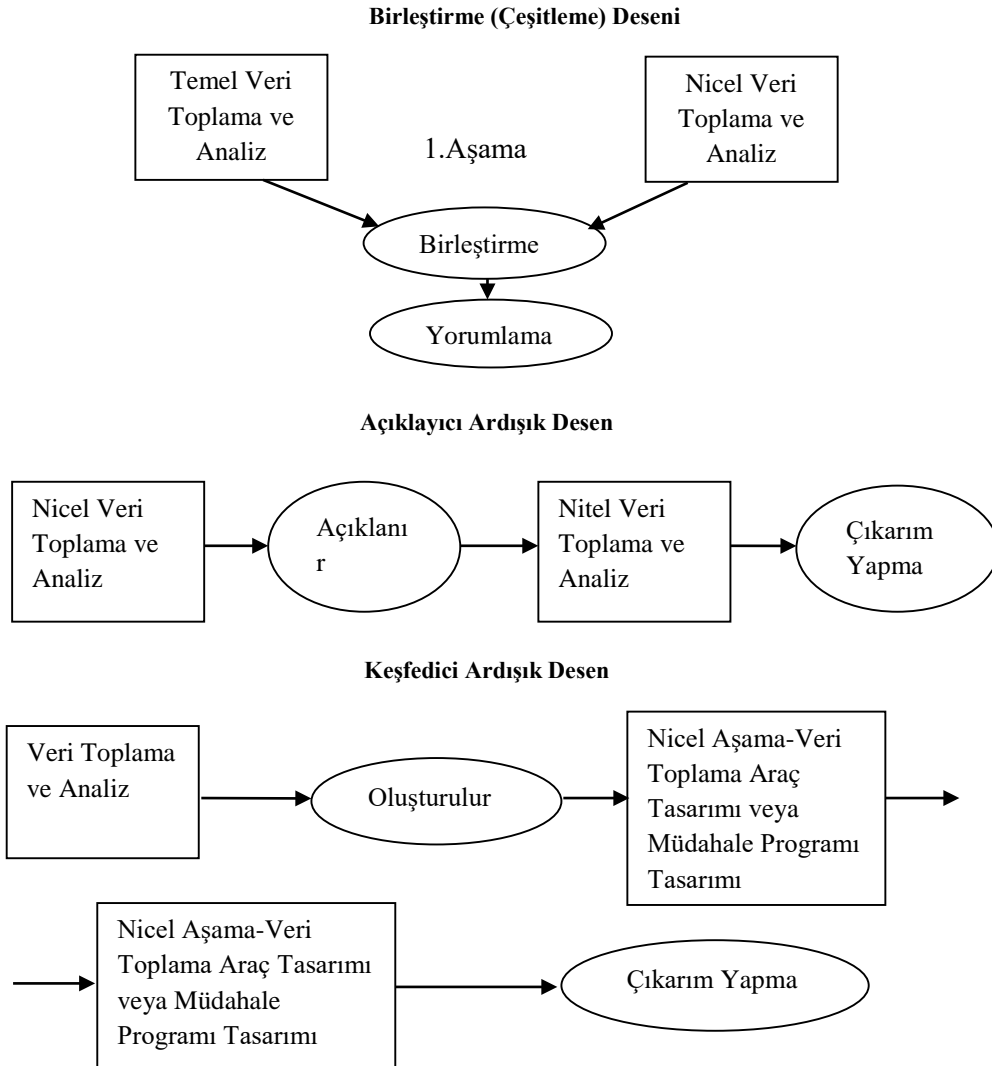 Birleştirme (Çeşitleme) Deseni
Temel Veri
Toplama ve
Analiz
1.Aşama
Nicel Veri
Toplama ve
Analiz
Birleştirme
Yorumlama
Açıklayıcı Ardışık Desen
Nicel Veri
Toplama ve
Analiz
Açıklanı
r
Nitel Veri
Toplama ve
Analiz
Çıkarım
Yapma
Keşfedici Ardışık Desen
Veri Toplama
ve Analiz
Oluşturulur
Nicel Aşama-Veri
Toplama Araç
Tasarımı veya
Müdahale Programı
Tasarımı
Nicel Aşama-Veri
Toplama Araç Tasarımı
veya Müdahale
Programı Tasarımı
Çıkarım Yapma